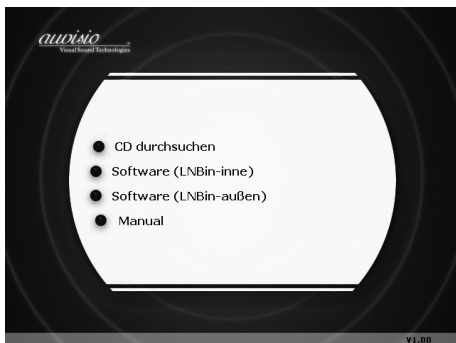 auvisio
Visual Sound Technologies
CD durchsuchen
Software (LNBin-inne)
Software (LNBin-außen)
Manual
V1.00